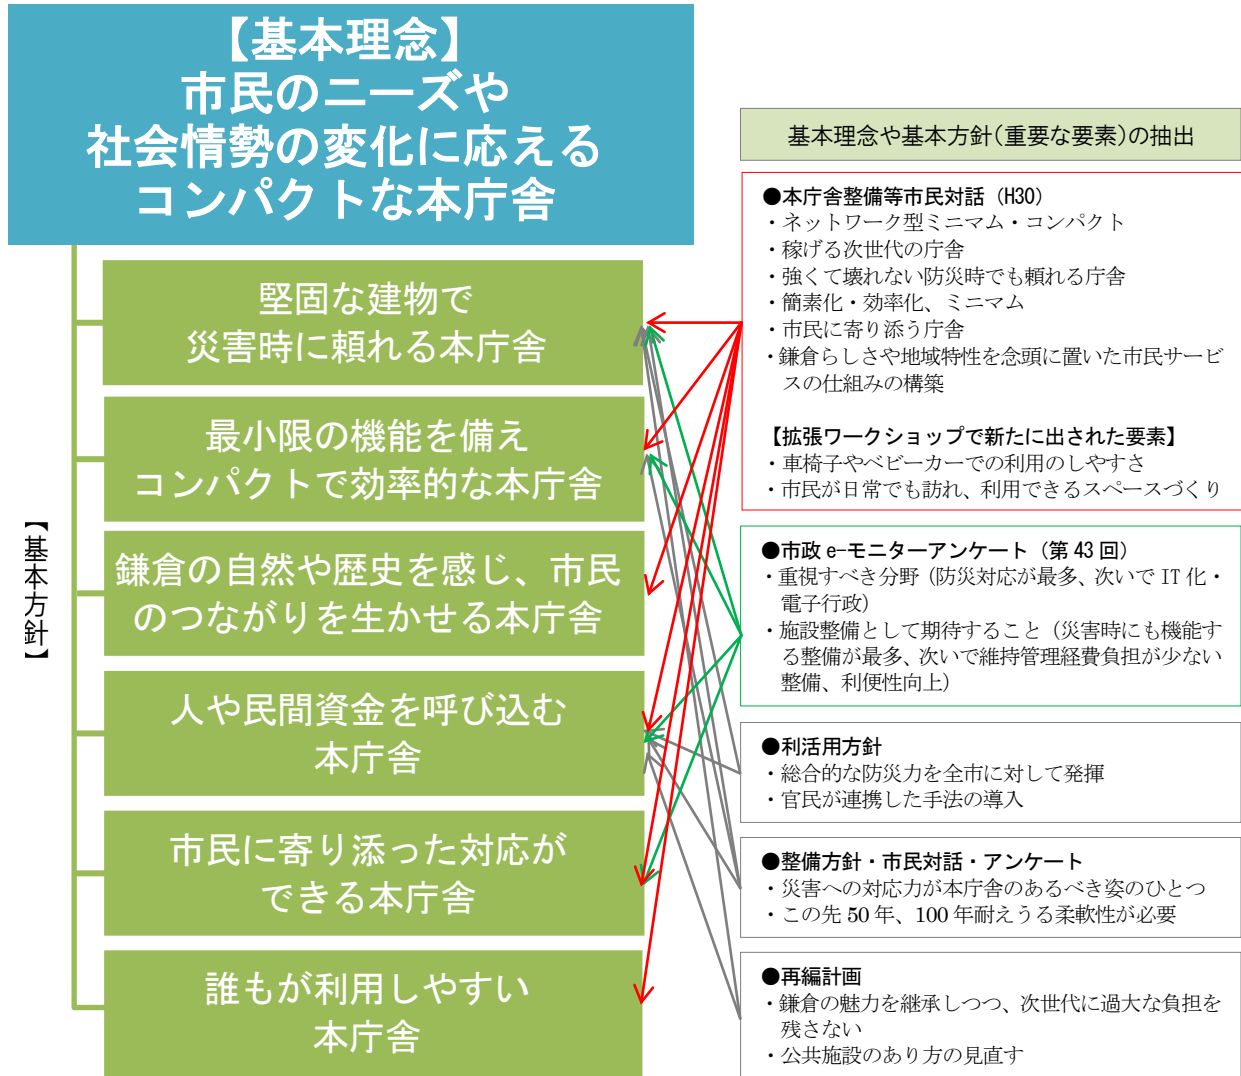 【基本理念】
市民のニーズや
社会情勢の変化に応える
コンパクトな本庁舎
【基本方針】
堅固な建物で
災害時に頼れる本庁舎
最小限の機能を備え
コンパクトで効率的な本庁舎
鎌倉の自然や歴史を感じ、市民
のつながりを生かせる本庁舎
人や民間資金を呼び込む
本庁舎
市民に寄り添った対応が
できる本庁舎
誰もが利用しやすい
本庁舎
基本理念や基本方針(重要な要素)の抽出
●本庁舎整備等市民対話（H30）
・ネットワーク型ミニマム・コンパクト
・稼げる次世代の庁舎
・強くて壊れない防災時でも頼れる庁舎
・簡素化・効率化、ミニマム
・市民に寄り添う庁舎
・鎌倉らしさや地域特性を念頭に置いた市民サービ
スの仕組みの構築
【拡張ワークショップで新たに出された要素】
・車椅子やベビーカーでの利用のしやすさ
・市民が日常でも訪れ、利用できるスペースづくり
●市政 e-モニターアンケート（第 43 回）
・重視すべき分野（防災対応が最多、次いで IT 化・
電子行政）
・施設整備として期待すること（災害時にも機能す
る整備が最多、次いで維持管理経費負担が少ない
整備、利便性向上）
●利活用方針
・総合的な防災力を全市に対して発揮
・官民が連携した手法の導入
●整備方針・市民対話・アンケート
・災害への対応力が本庁舎のあるべき姿のひとつ
・この先 50 年、100 年耐えうる柔軟性が必要
●再編計画
・鎌倉の魅力を継承しつつ、次世代に過大な負担を
残さない
・公共施設のあり方の見直す